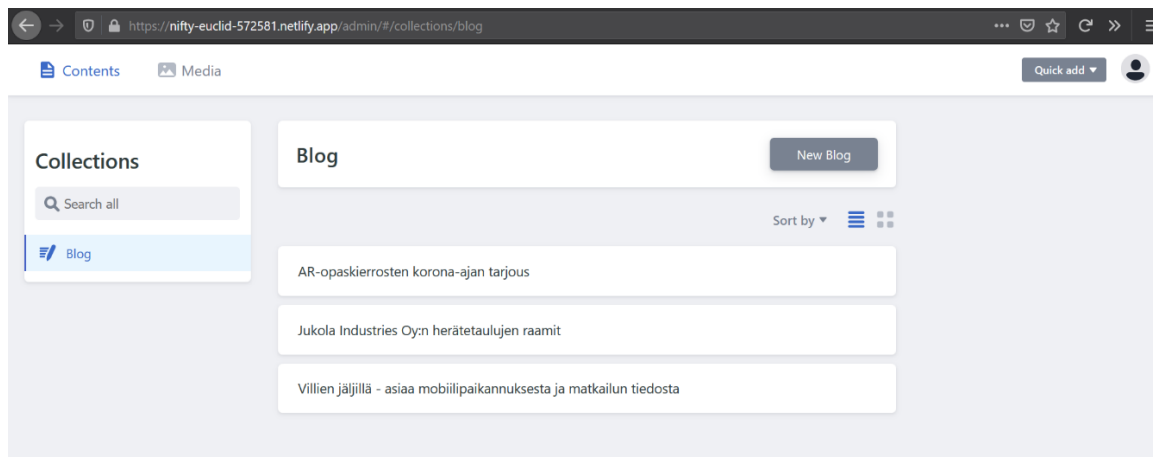 https://nifty-euclid-572581.netlify.app/admin/#/collections/blog
Contents Media Quick add
Collections
Search all
Blog
Blog New Blog
Sort by
AR-opaskierrosten korona-ajan tarjous
Jukola Industries Oy:n herätetaulujen raamit
Villien jäljillä - asiaa mobiilipaikannuksesta ja matkailun tiedosta